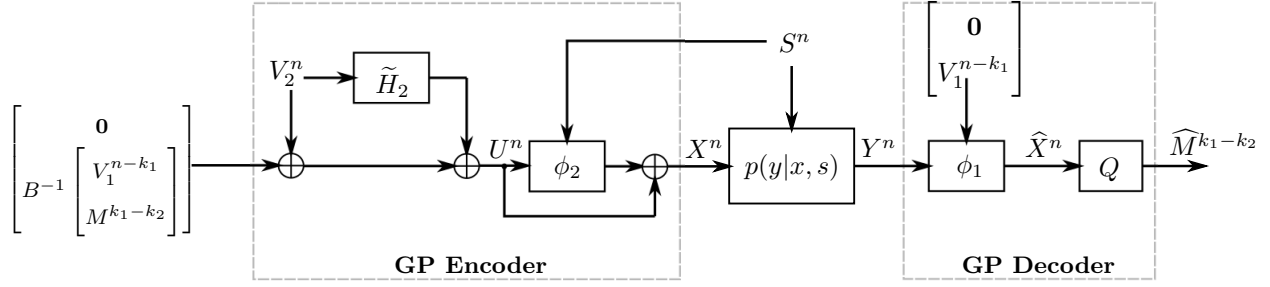 [0; B^{-1} [V_1^{n-k_1}; M^{k_1-k_2}]]
V_2^n
\widetilde{H}_2
U^n
ϕ_2
GP Encoder
X^n
S^n
p(y|x, s)
Y^n
[0; V_1^{n-k_1}]
ϕ_1
\widehat{X}^n
Q
\widehat{M}^{k_1-k_2}
GP Decoder